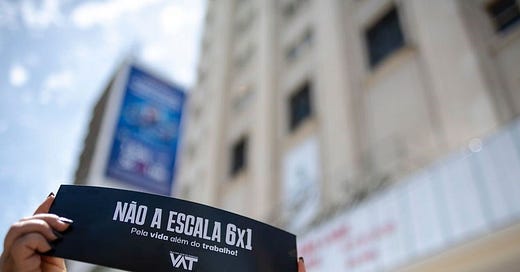 NÃO A ESCALA 6X1
Pela vida além do trabalho!
VAT